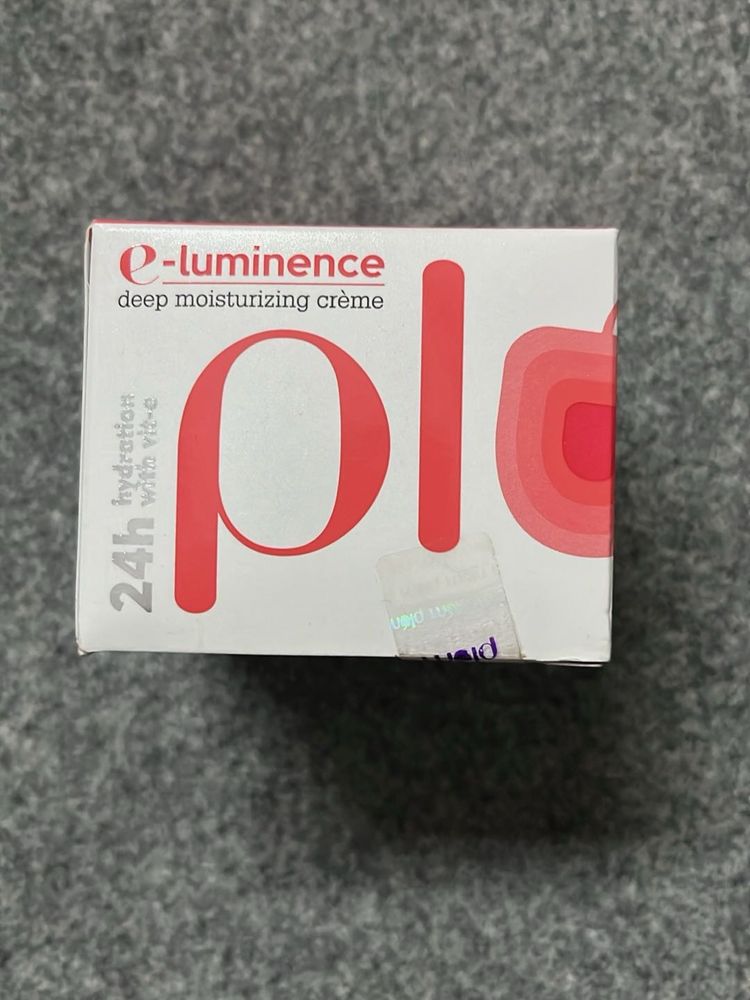 e-luminence
deep moisturizing crème
pl
24h
hydration
with vit-e